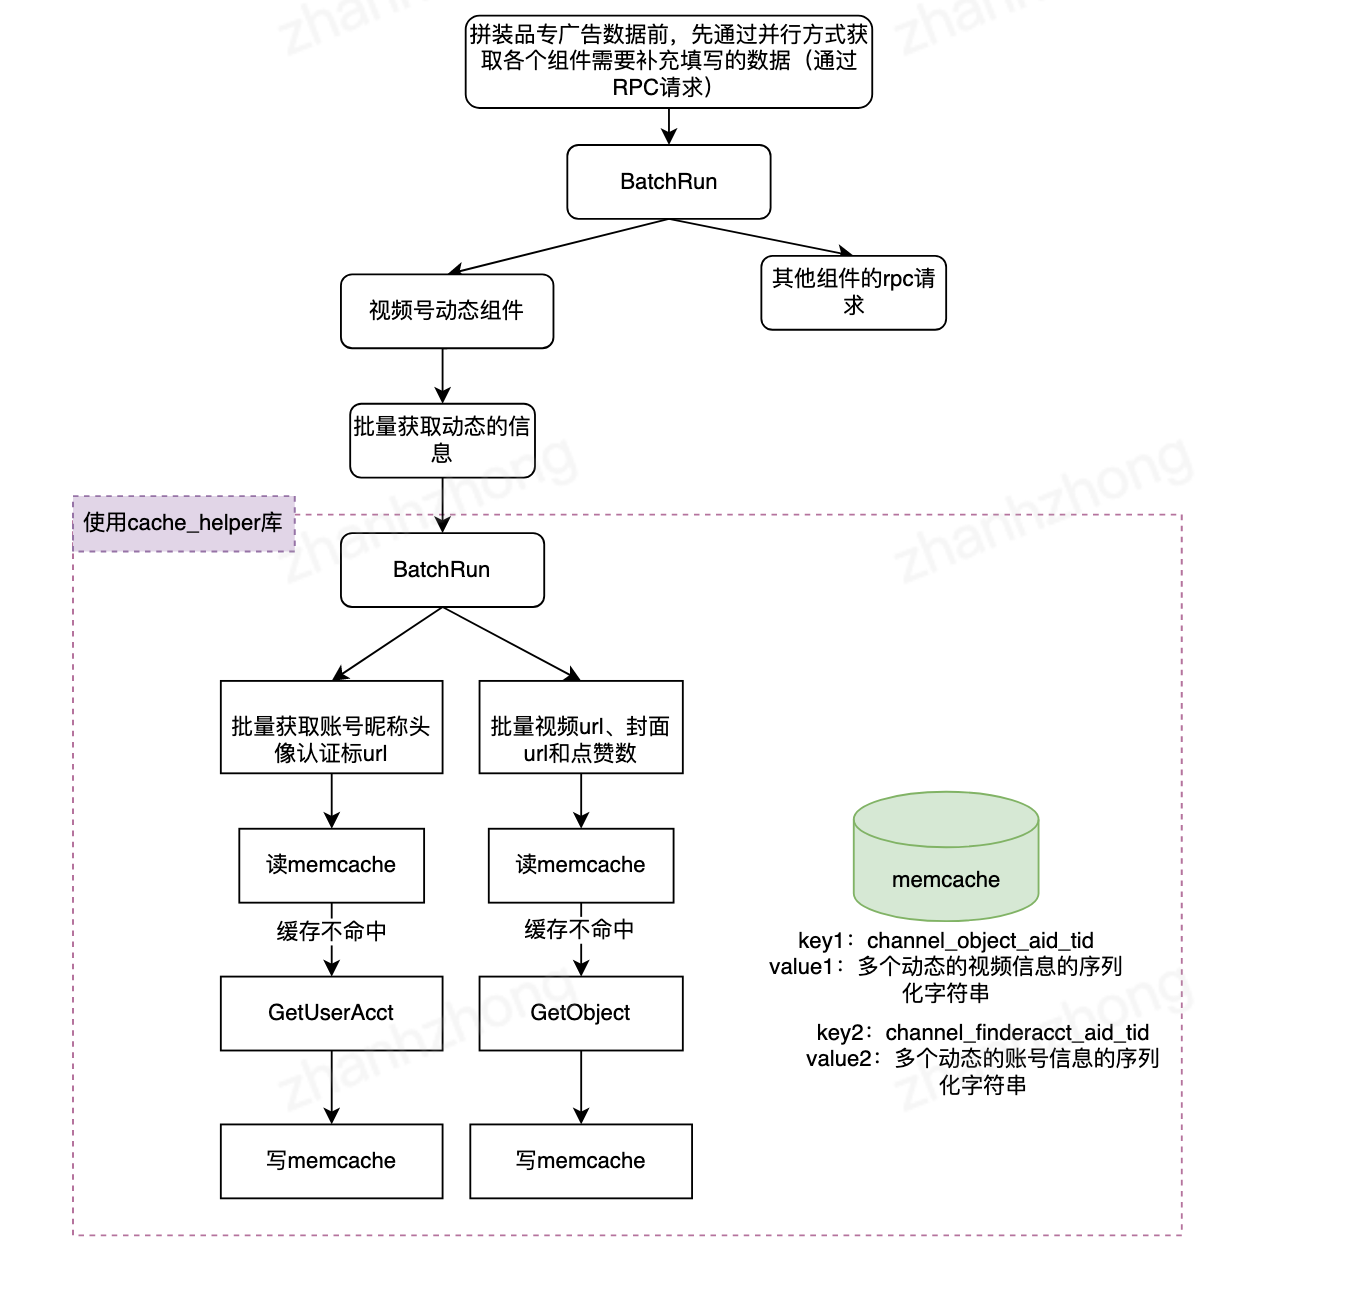 拼装品专广告数据前，先通过并行方式获
取各个组件需要补充填写的数据（通过
RPC请求）
BatchRun
视频号动态组件
其他组件的rpc请
求
批量获取动态的信
息
使用cache_helper库
BatchRun
批量获取账号昵称头
像认证标url
批量视频url、封面
url和点赞数
读memcache
读memcache
缓存不命中
缓存不命中
GetUserAcct
GetObject
写memcache
写memcache
memcache
key1：channel_object_aid_tid
value1：多个动态的视频信息的序列
化字符串
key2：channel_finderacct_aid_tid
value2：多个动态的账号信息的序列
化字符串
zhanhzhong
zhanhzhong
zhanhzhong
zhanhzhong
zhanhzhong
zhanhzhong